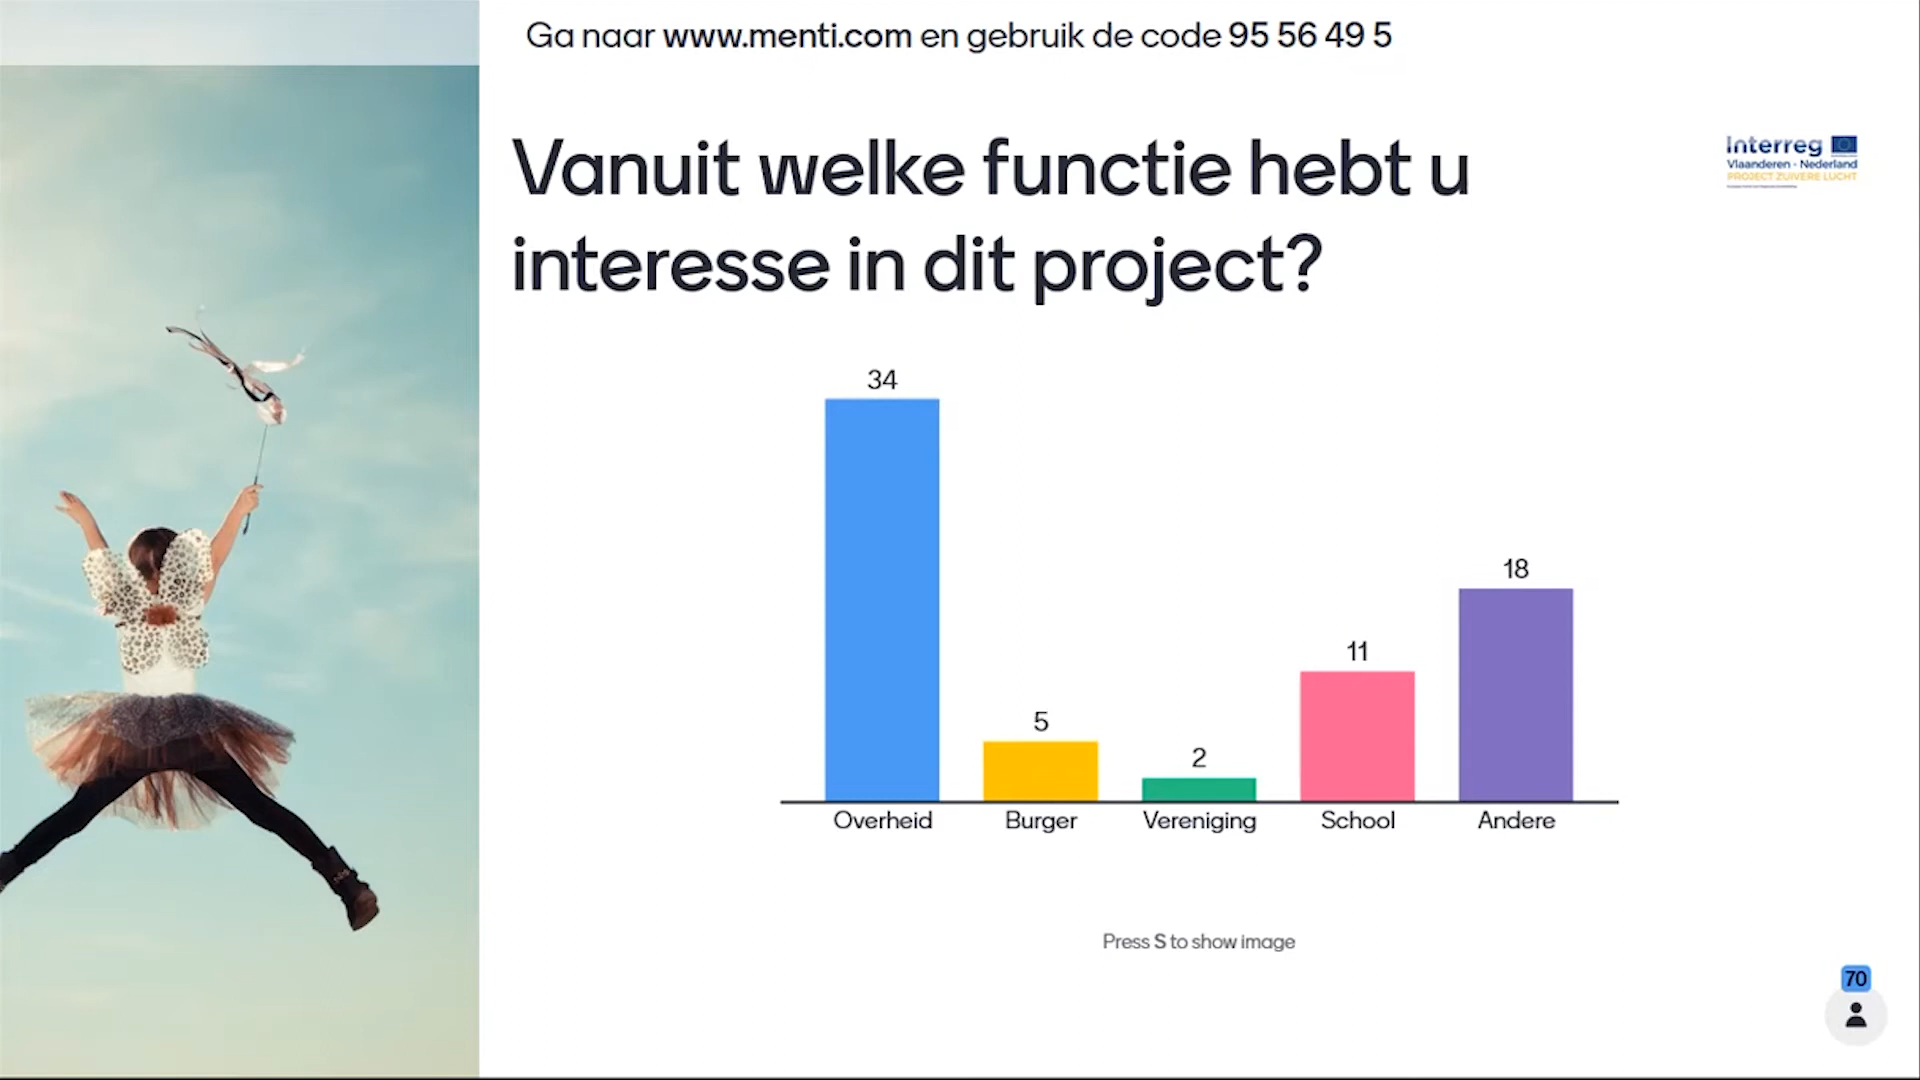 Ga naar www.menti.com en gebruik de code 95 56 49 5
Vanuit welke functie hebt u
interesse in dit project?
Interreg
Vlaanderen - Nederland
PROJECT ZUIVERE LUCHT
34
5
2
11
18
Overheid
Burger
Vereniging
School
Andere
Press S to show image
70